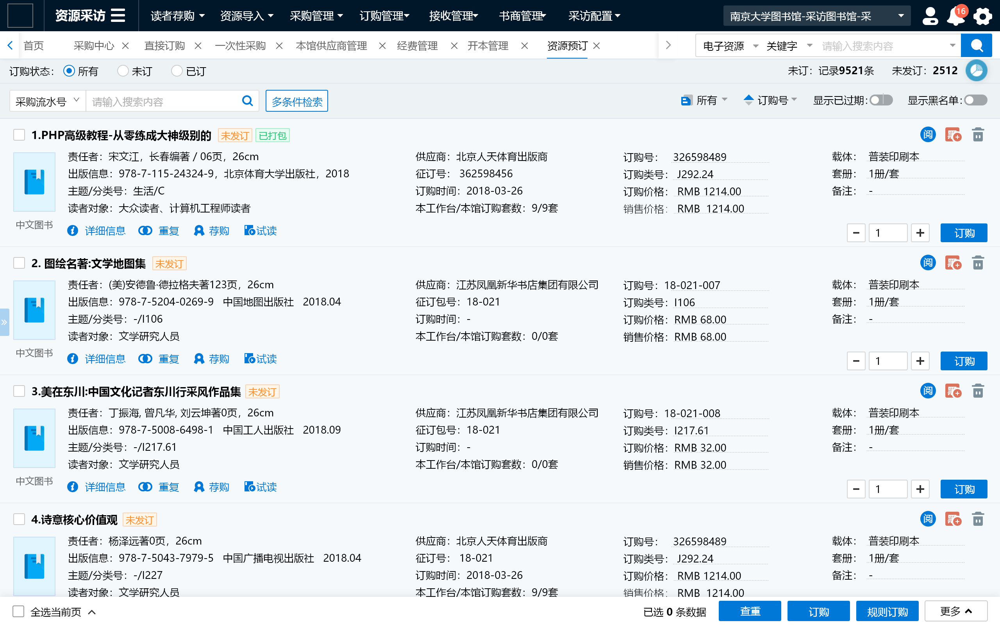 资源采访 读者荐购 资源导入 采购管理 订购管理 接收管理 书商管理 采访配置 南京大学图书馆-采访图书馆-采 16
首页 采购中心 直接订购 一次性采购 本馆供应商管理 经费管理 开本管理 资源预订 电子资源 关键字 请输入搜索内容
订购状态： 所有 未订 已订 未订：记录9521条 未发订：2512
采购流水号 请输入搜索内容 多条件检索 所有 订购号 显示已过期: 显示黑名单:
1.PHP高级教程-从零练成大神级别的 未发订 已打包 阅 黑
责任者：宋文江，长春编著 / 06页，26cm 供应商：北京人天体育出版商 订购号： 326598489 载体： 普装印刷本
出版信息：978-7-115-24324-9，北京体育大学出版社，2018 征订号： 362598456 订购类号： J292.24 套册： 1册/套
主题/分类号：生活/C 订购时间：2018-03-26 订购价格： RMB 1214.00 备注： -
读者对象：大众读者、计算机工程师读者 本工作台/本馆订购套数：9/9套 销售价格： RMB 1214.00
中文图书 详细信息 重复 荐购 试读 1 订购
2. 图绘名著:文学地图集 未发订 阅 黑
责任者：(美)安德鲁·德拉格夫著123页，26cm 供应商：江苏凤凰新华书店集团有限公司 订购号：18-021-007 载体： 普装印刷本
出版信息：978-7-5204-0269-9 中国地图出版社 2018.04 征订包号：18-021 订购类号：I106 套册： 1册/套
主题/分类号：-/I106 订购时间：- 订购价格：RMB 68.00 备注： -
读者对象：文学研究人员 本工作台/本馆订购套数：0/0套 销售价格：RMB 68.00
中文图书 详细信息 重复 荐购 试读 1 订购
3.美在东川:中国文化记者东川行采风作品集 未发订 阅 黑
责任者：丁振海, 曾凡华, 刘云坤著0页，26cm 供应商：江苏凤凰新华书店集团有限公司 订购号：18-021-008 载体： 普装印刷本
出版信息：978-7-5008-6498-1 中国工人出版社 2018.09 征订包号：18-021 订购类号：I217.61 套册： 1册/套
主题/分类号：-/I217.61 订购时间：- 订购价格：RMB 32.00 备注： -
读者对象：文学研究人员 本工作台/本馆订购套数：0/0套 销售价格：RMB 32.00
中文图书 详细信息 重复 荐购 试读 1 订购
4.诗意核心价值观 未发订 阅 黑
责任者：杨泽远著0页，26cm 供应商：北京人天体育出版商 订购号： 326598489 载体： 普装印刷本
出版信息：978-7-5043-7979-5 中国广播电视出版社 2018.04 征订号： 18-021 订购类号： J292.24 套册： 1册/套
主题/分类号：-/I227 订购时间：2018-03-26 订购价格： RMB 1214.00 备注： -
读者对象：文学研究人员 本工作台/本馆订购套数：9/9套 销售价格： RMB 1214.00
全选当前页 已选 0 条数据 查重 订购 规则订购 更多